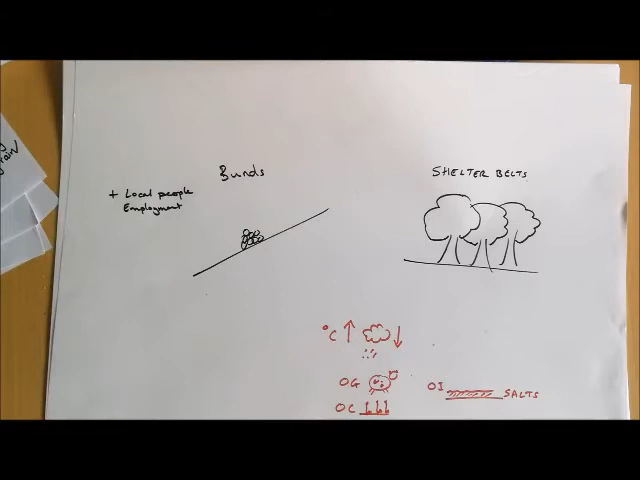 Bunds
SHELTER BELTS
+ Local people
Employment
°C
OG
OI SALTS
OC